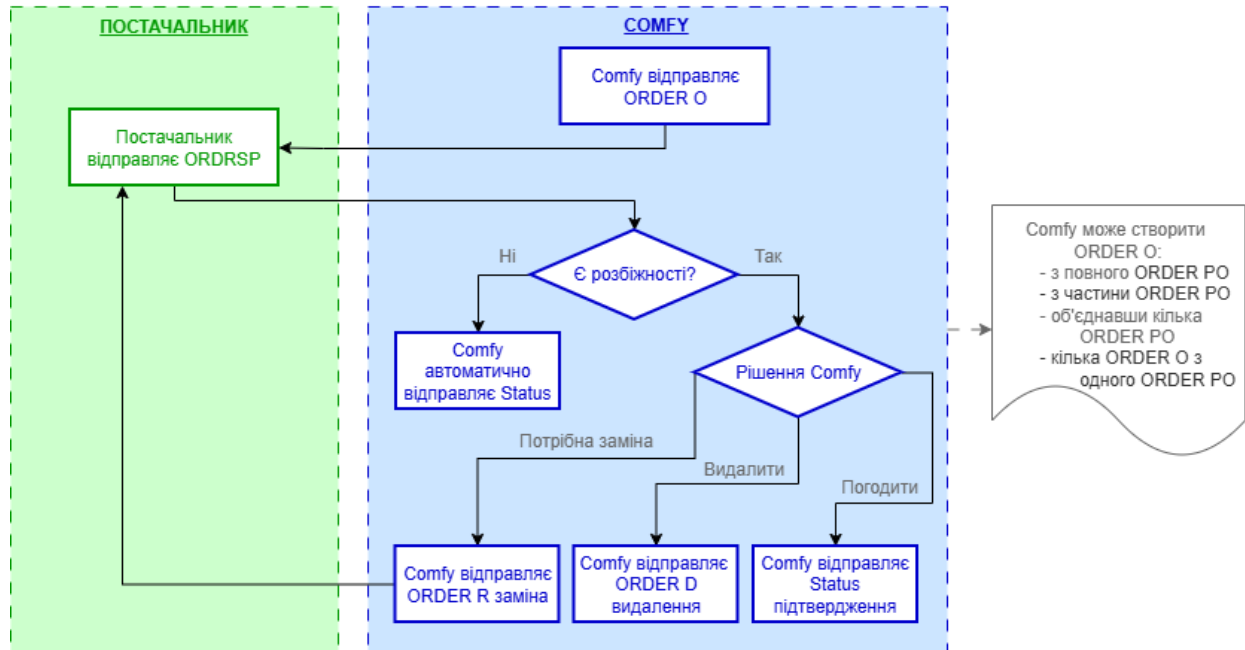 ПОСТАЧАЛЬНИК
COMFY
Comfy відправляє
ORDER O
Постачальник
відправляє ORDRSP
Ні
Є розбіжності?
Так
Comfy
автоматично
відправляє Status
Рішення Comfy
Потрібна заміна
Видалити
Погодити
Comfy відправляє
ORDER R заміна
Comfy відправляє
ORDER D
видалення
Comfy відправляє
Status
підтвердження
Comfy може створити
ORDER O:
- з повного ORDER PO
- з частини ORDER PO
- об'єднавши кілька
ORDER PO
- кілька ORDER O з
одного ORDER PO